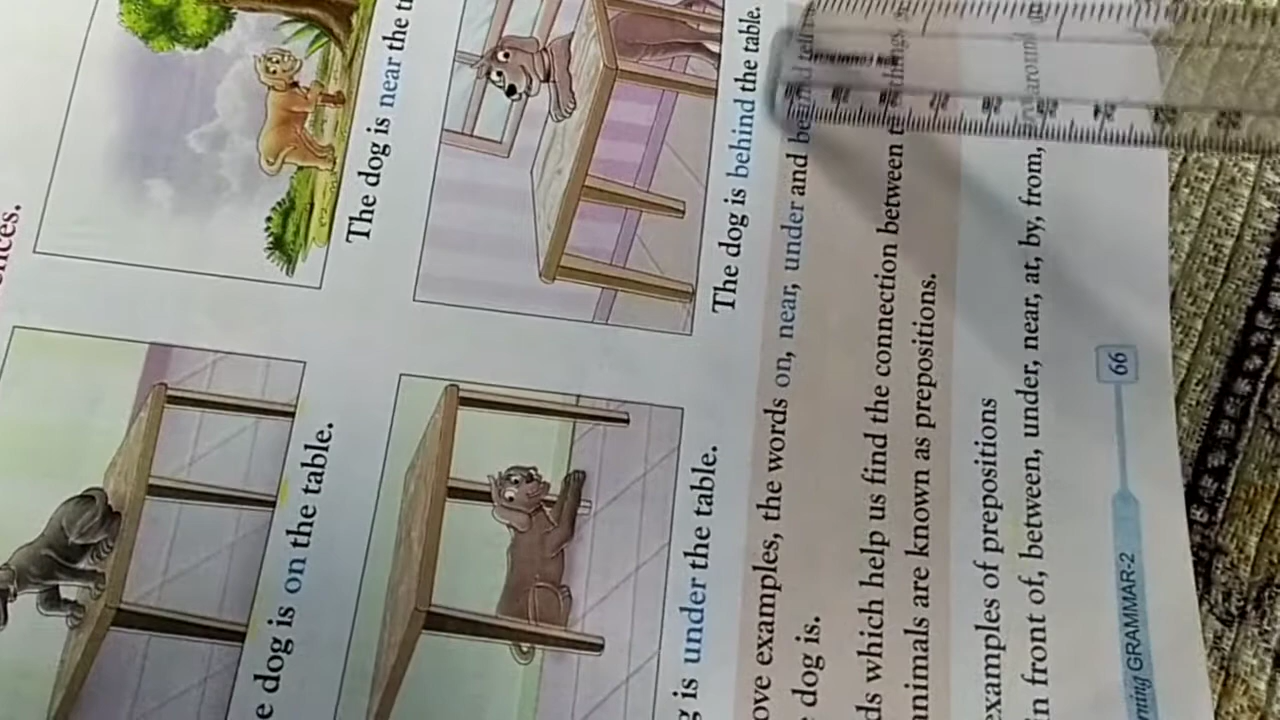 ences.
e dog is on the table.
The dog is near the
g is under the table.
The dog is behind the table.
ove examples, the words on, near, under and behind
e dog is.
ds which help us find the connection between
nimals are known as prepositions.
examples of prepositions
n front of, between, under, near, at, by, from,
ning GRAMMAR-2
66